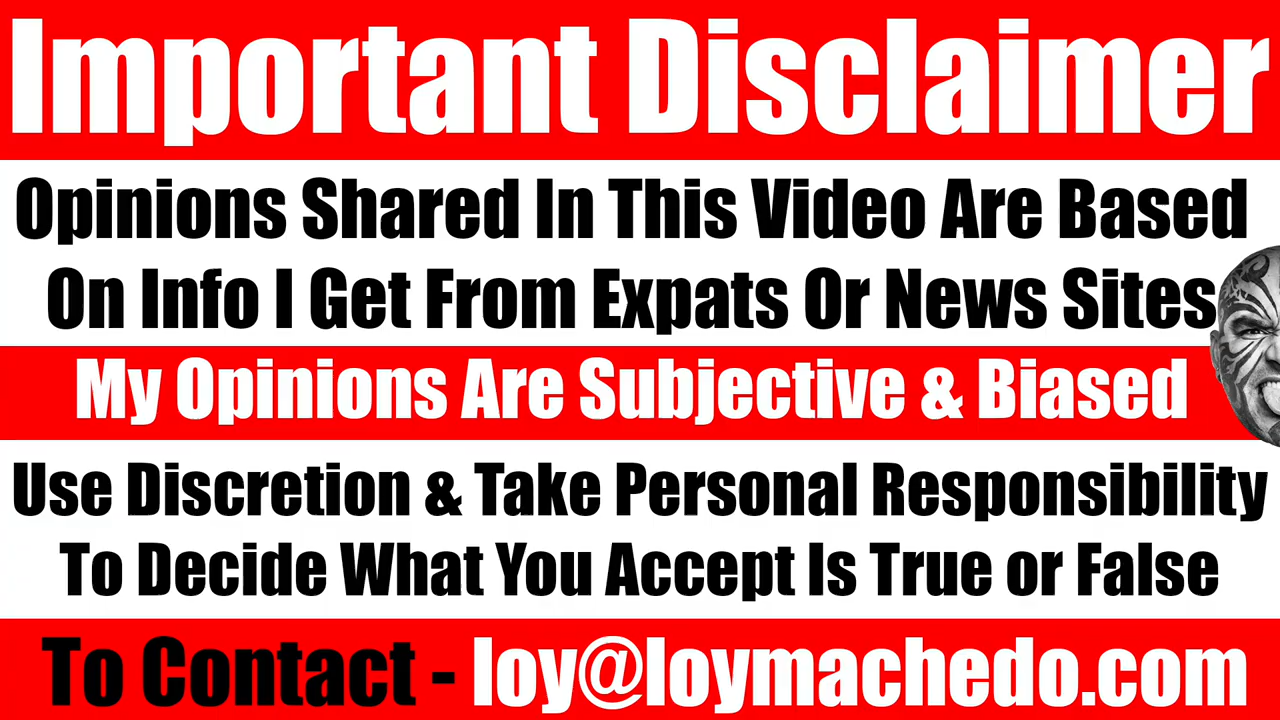 Important Disclaimer
Opinions Shared In This Video Are Based
On Info I Get From Expats Or News Sites
My Opinions Are Subjective & Biased
Use Discretion & Take Personal Responsibility
To Decide What You Accept Is True or False
To Contact - loy@loymachedo.com